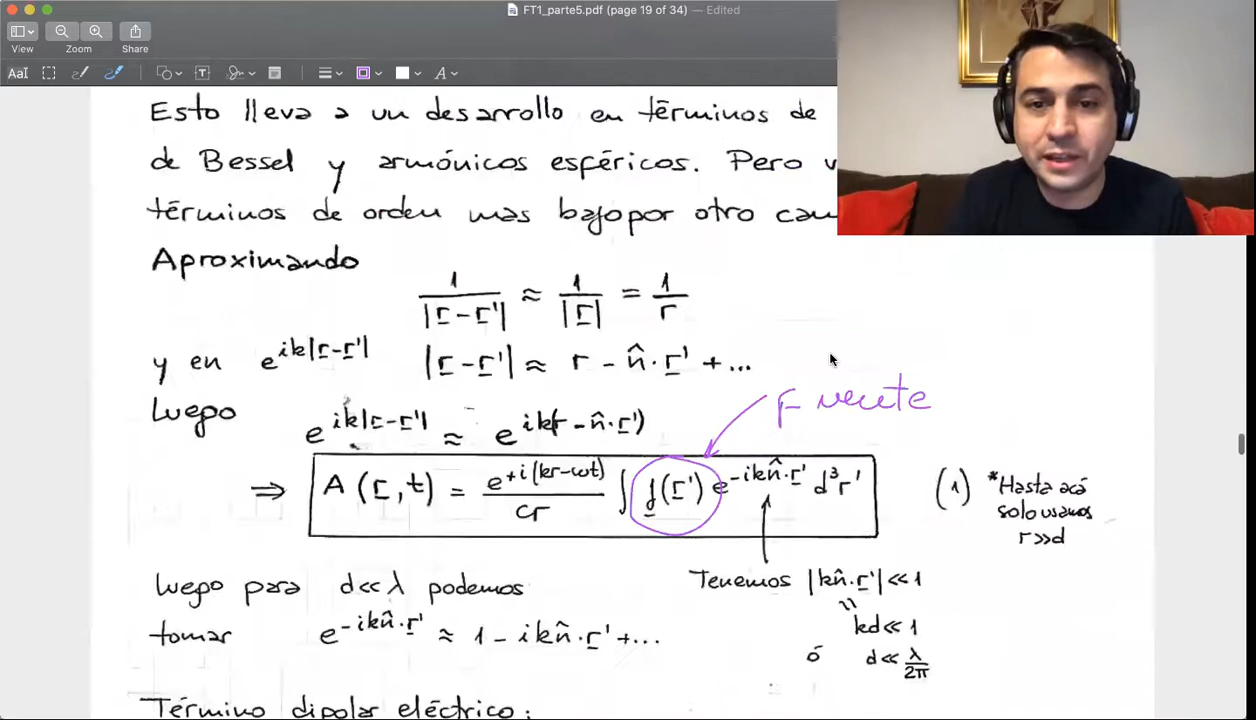 FT1_parte5.pdf (page 19 of 34) — Edited
View Zoom Share
AaI
Esto lleva a un desarrollo en términos de
de Bessel y armónicos esféricos. Pero
términos de orden mas bajo por otro
Aproximando
1/|r-r'| ≈ 1/|r| = 1/r
y en e^{ik|r-r'|} |r-r'| ≈ r - n̂·r' + ...
Luego e^{ik|r-r'|} ≈ e^{ik(r - n̂·r')}
Fuente
⇒ A(r,t) = e^{+i(kr-ωt)}/cr ∫ j(r') e^{-ikn̂·r'} d³r' (1) *Hasta acá
solo usamos
r>>d
luego para d<<λ podemos Tenemos |kn̂·r'| <<1
tomar e^{-ikn̂·r'} ≈ 1 - ikn̂·r' + ... kd<<1
ó d<< λ/2π
Término dipolar eléctrico: